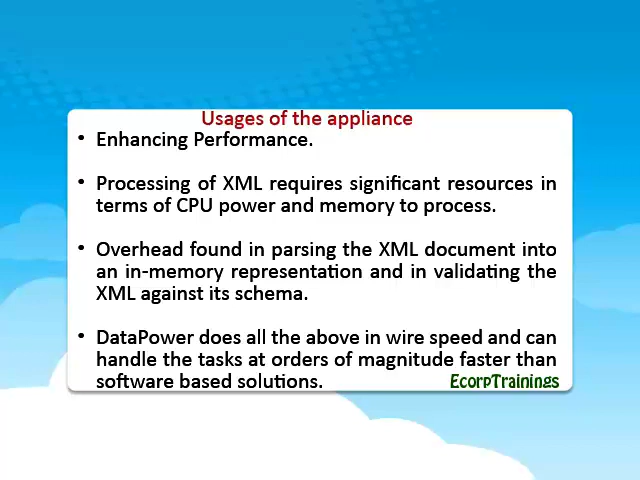 Usages of the appliance
• Enhancing Performance.
• Processing of XML requires significant resources in
terms of CPU power and memory to process.
• Overhead found in parsing the XML document into
an in-memory representation and in validating the
XML against its schema.
• DataPower does all the above in wire speed and can
handle the tasks at orders of magnitude faster than
software based solutions.
EcorpTrainings